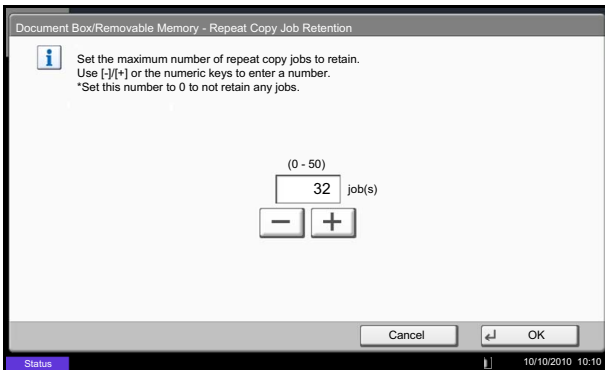 Document Box/Removable Memory - Repeat Copy Job Retention
Set the maximum number of repeat copy jobs to retain.
Use [-]/[+] or the numeric keys to enter a number.
*Set this number to 0 to not retain any jobs.
(0 - 50)
32 job(s)
Cancel OK
Status 10/10/2010 10:10